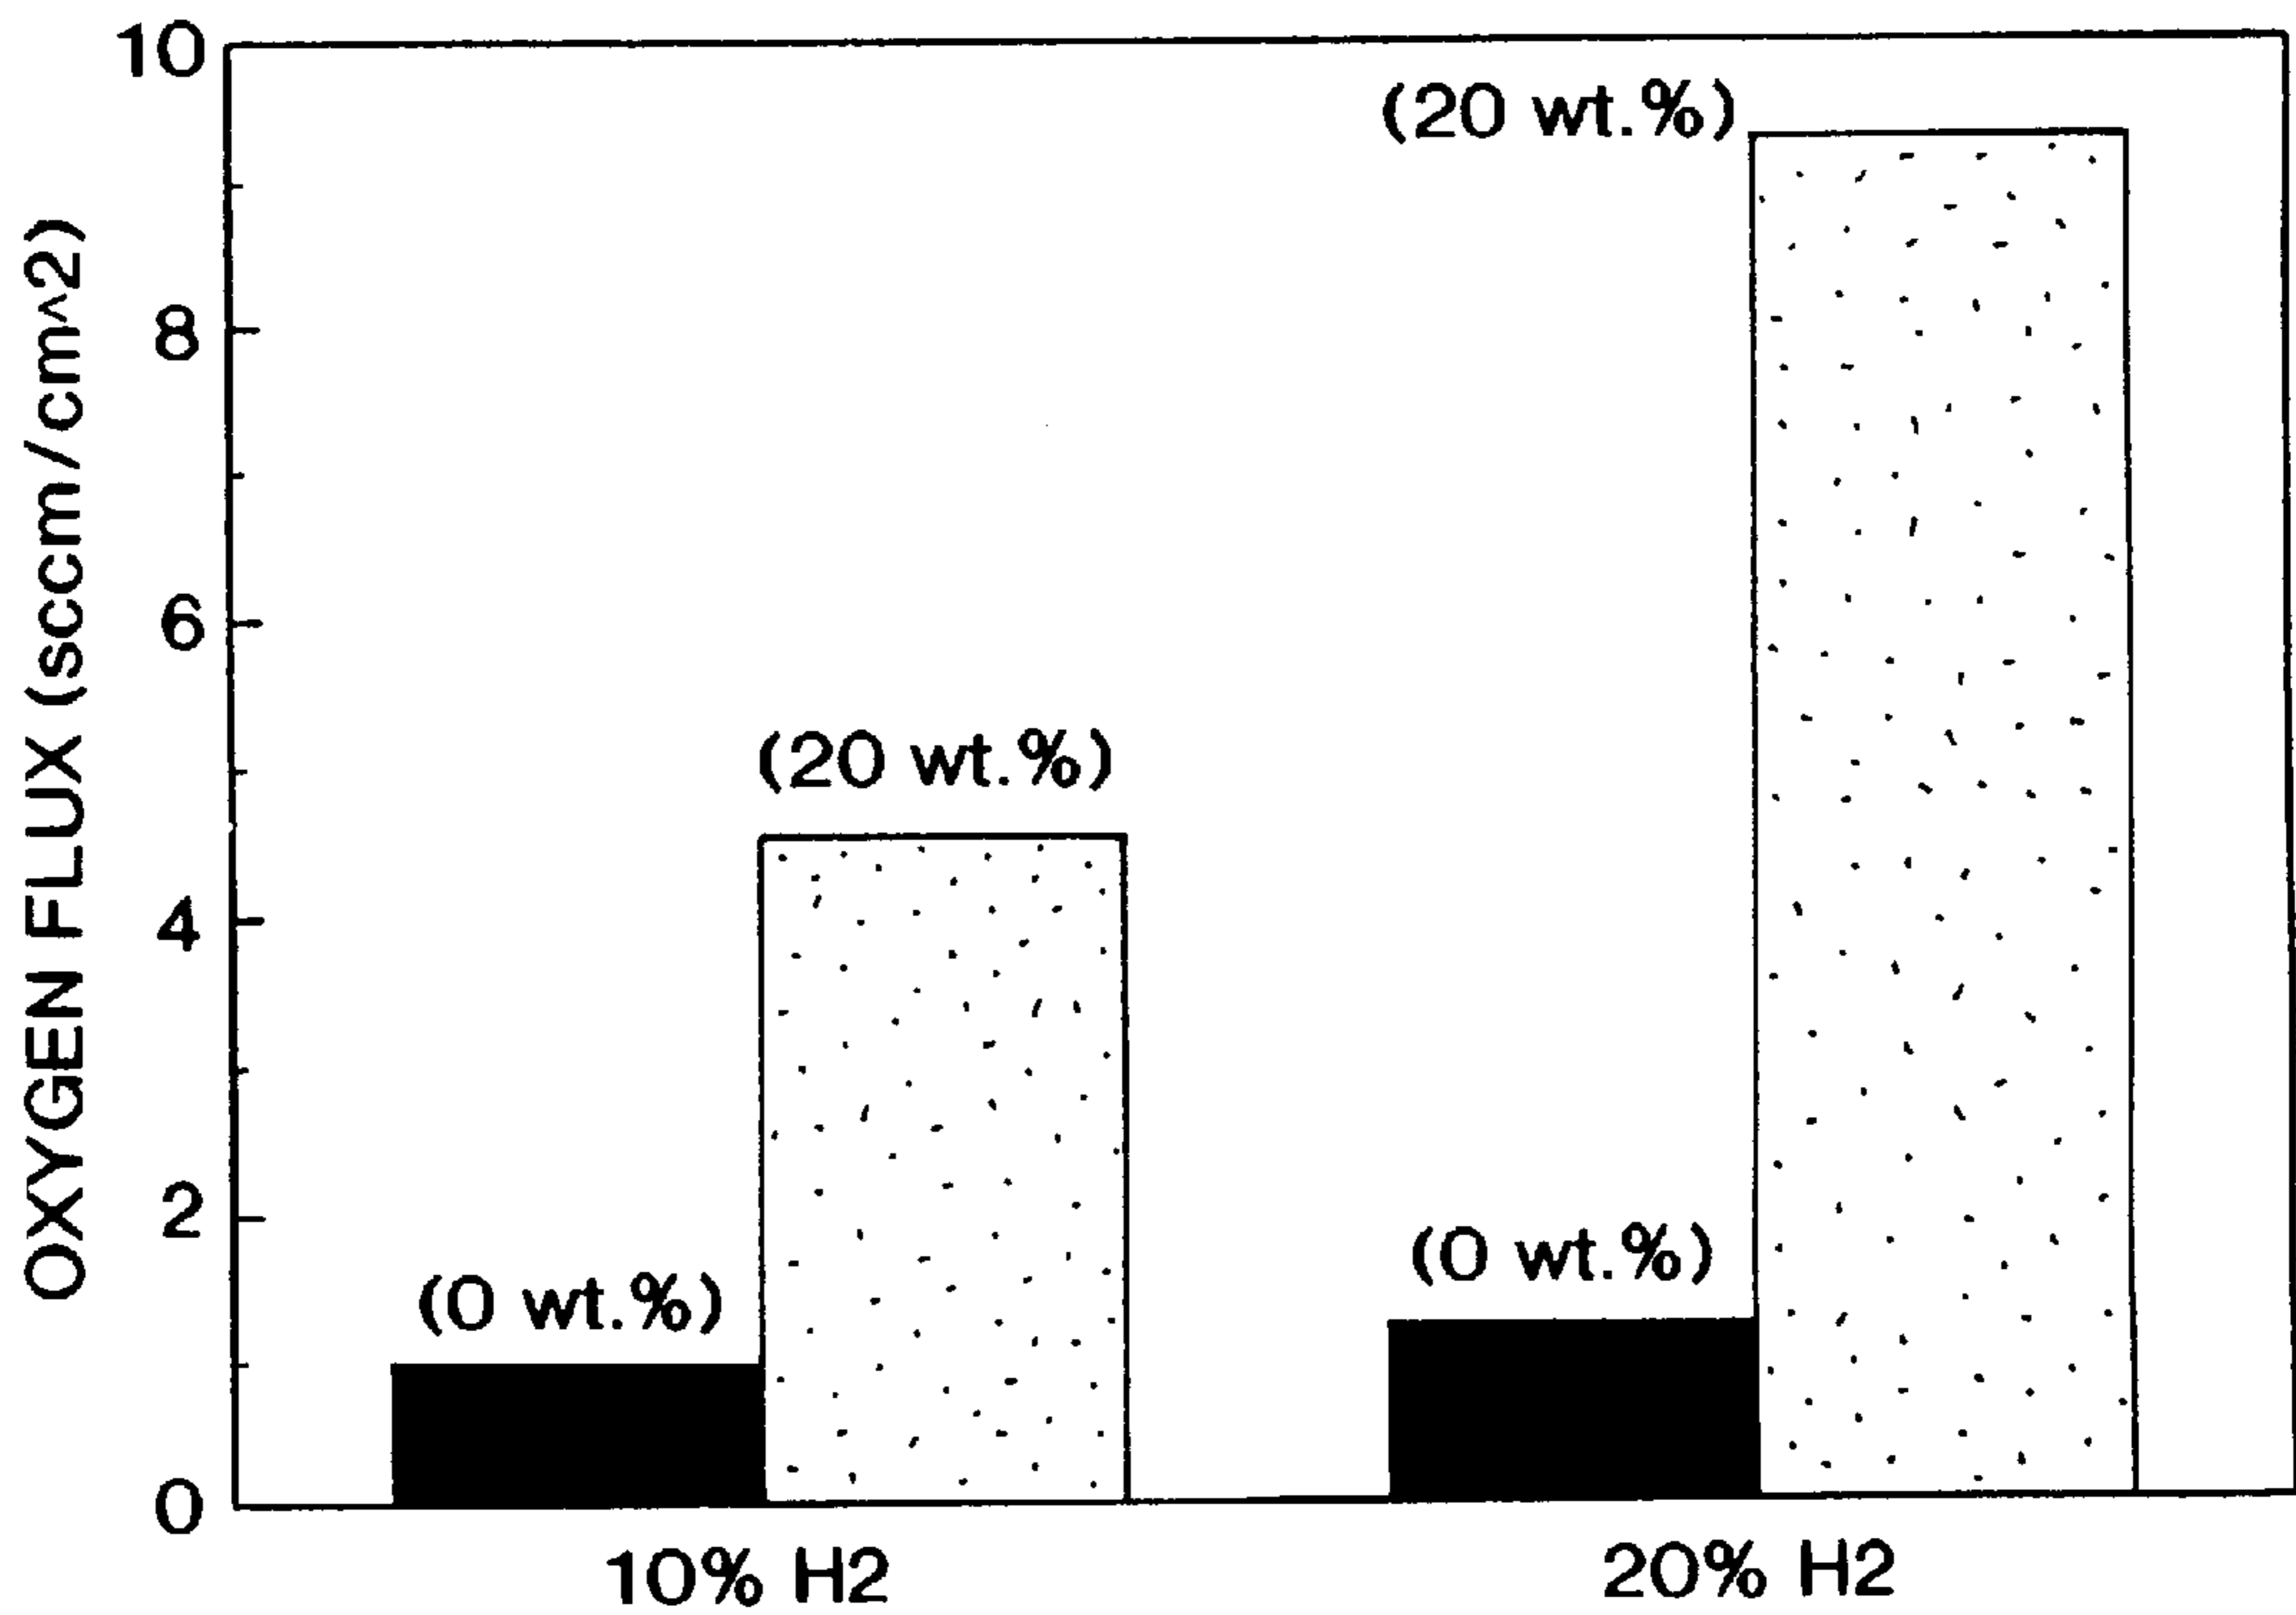 OXYGEN FLUX (sccm/cm^2)
10
8
6
4
2
0
(20 wt.%)
(20 wt.%)
(0 wt.%)
(0 wt.%)
10% H2
20% H2